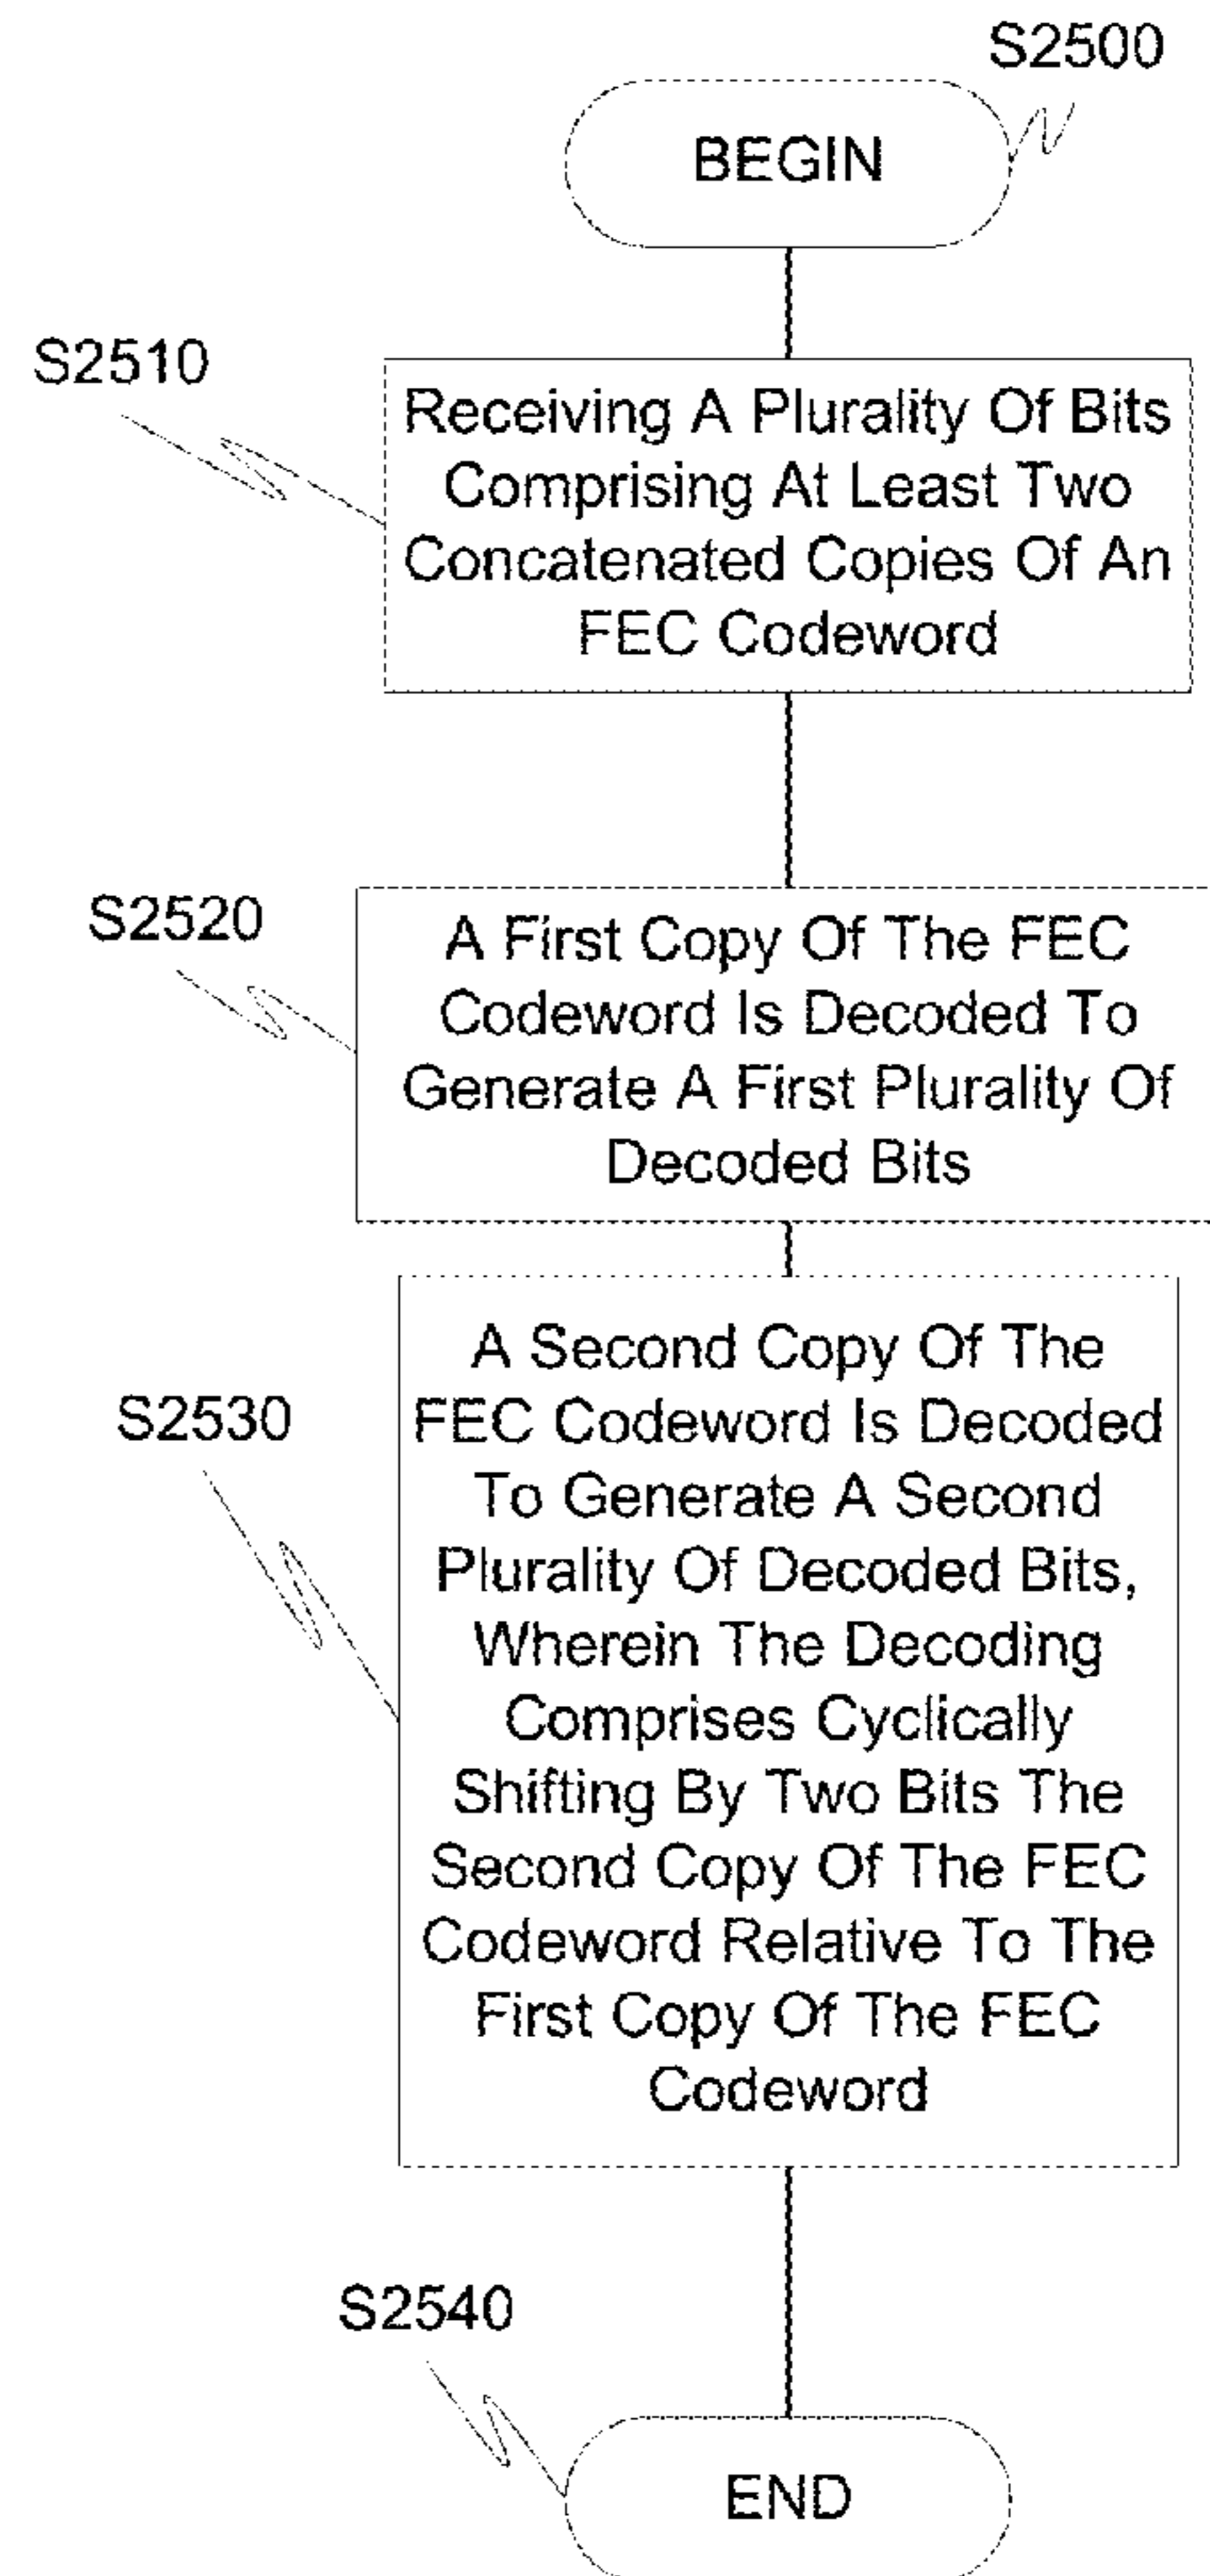 S2500
BEGIN
S2510
Receiving A Plurality Of Bits
Comprising At Least Two
Concatenated Copies Of An
FEC Codeword
S2520
A First Copy Of The FEC
Codeword Is Decoded To
Generate A First Plurality Of
Decoded Bits
S2530
A Second Copy Of The
FEC Codeword Is Decoded
To Generate A Second
Plurality Of Decoded Bits,
Wherein The Decoding
Comprises Cyclically
Shifting By Two Bits The
Second Copy Of The FEC
Codeword Relative To The
First Copy Of The FEC
Codeword
S2540
END